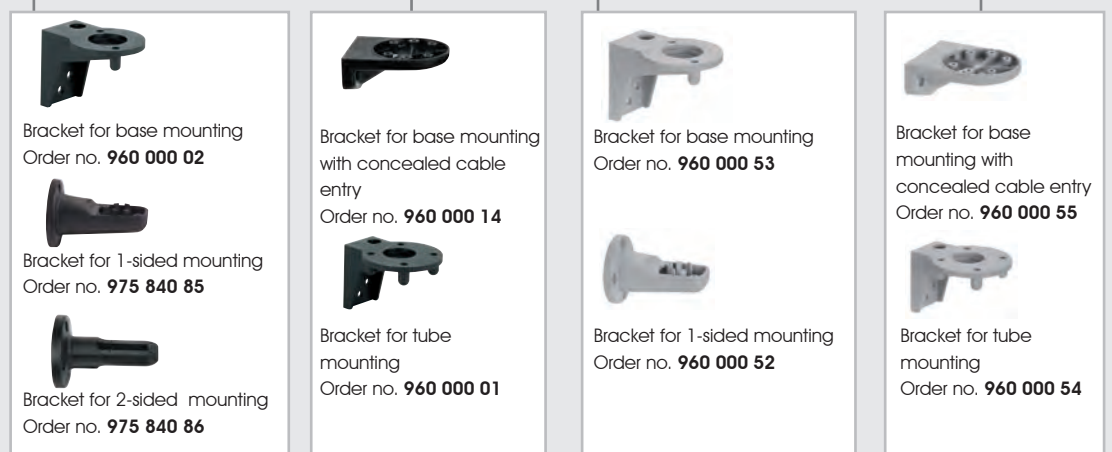 Bracket for base mounting
Order no. 960 000 02
Bracket for 1-sided mounting
Order no. 975 840 85
Bracket for 2-sided  mounting
Order no. 975 840 86
Bracket for base mounting
with concealed cable
entry
Order no. 960 000 14
Bracket for tube
mounting
Order no. 960 000 01
Bracket for base mounting
Order no. 960 000 53
Bracket for 1-sided mounting
Order no. 960 000 52
Bracket for base
mounting with
concealed cable entry
Order no. 960 000 55
Bracket for tube
mounting
Order no. 960 000 54